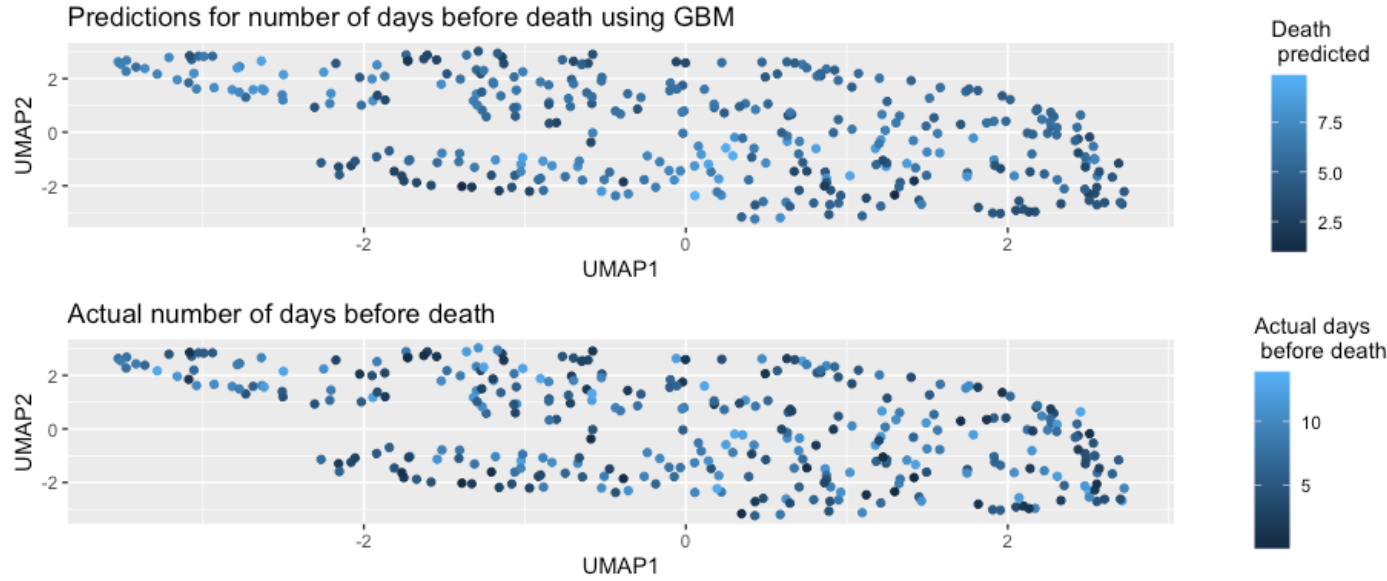 Predictions for number of days before death using GBM
UMAP2
2
0
-2
-2
0
2
UMAP1
Death
predicted
7.5
5.0
2.5
Actual number of days before death
UMAP2
2
0
-2
-2
0
2
UMAP1
Actual days
before death
10
5